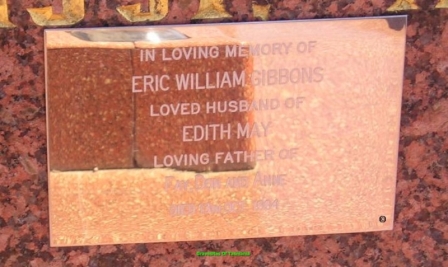 IN LOVING MEMORY OF
ERIC WILLIAM GIBBONS
LOVED HUSBAND OF
EDITH MAY
LOVING FATHER OF